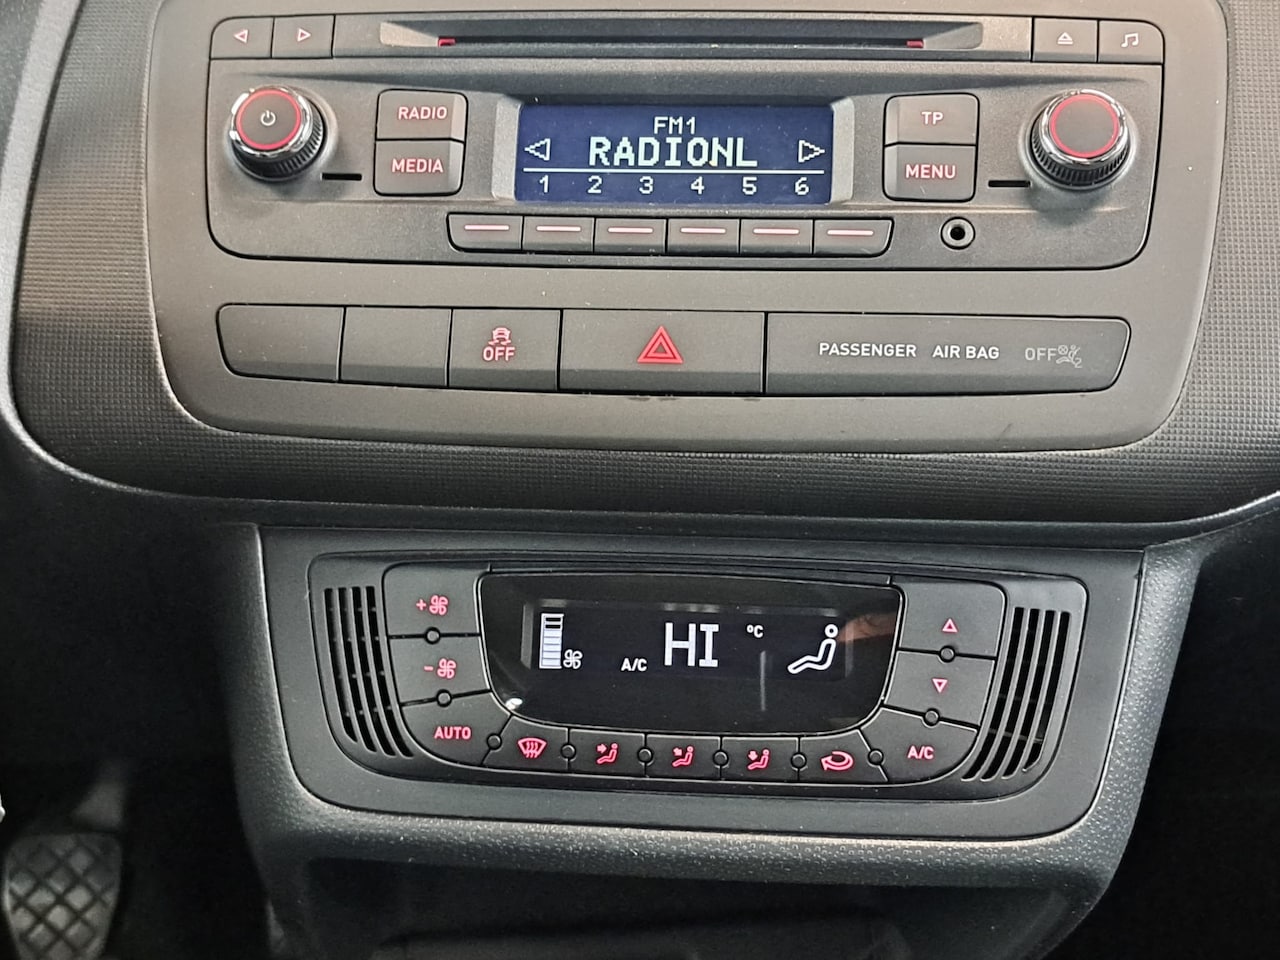 RADIO
MEDIA
FM1
RADIONL
1 2 3 4 5 6
TP
MENU
OFF
PASSENGER AIR BAG OFF
A/C
HI
°C
AUTO
A/C